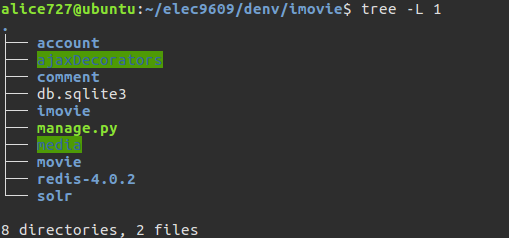 alice727@ubuntu:~/elec9609/denv/imovie$ tree -L 1
.
├── account
├── ajaxDecorators
├── comment
├── db.sqlite3
├── imovie
├── manage.py
├── media
├── movie
├── redis-4.0.2
└── solr
8 directories, 2 files